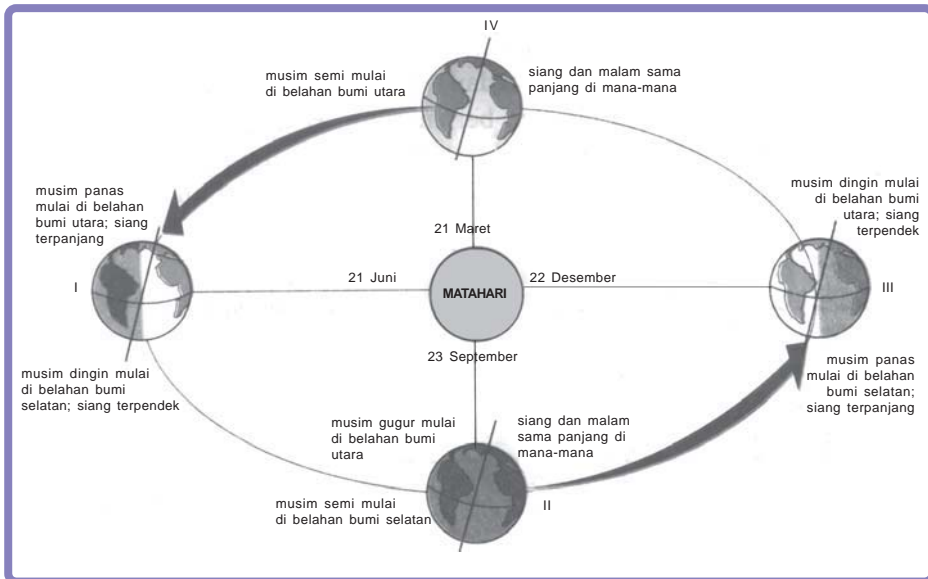 IV
musim semi mulai
di belahan bumi utara
siang dan malam sama
panjang di mana-mana
musim panas
mulai di belahan
bumi utara; siang
terpanjang
musim dingin mulai
di belahan bumi
utara; siang
terpendek
21 Maret
I
21 Juni
MATAHARI
22 Desember
III
23 September
musim dingin mulai
di belahan bumi
selatan; siang terpendek
musim panas
mulai di belahan
bumi selatan;
siang terpanjang
musim gugur mulai
di belahan bumi
utara
siang dan malam
sama panjang di
mana-mana
musim semi mulai
di belahan bumi selatan
II